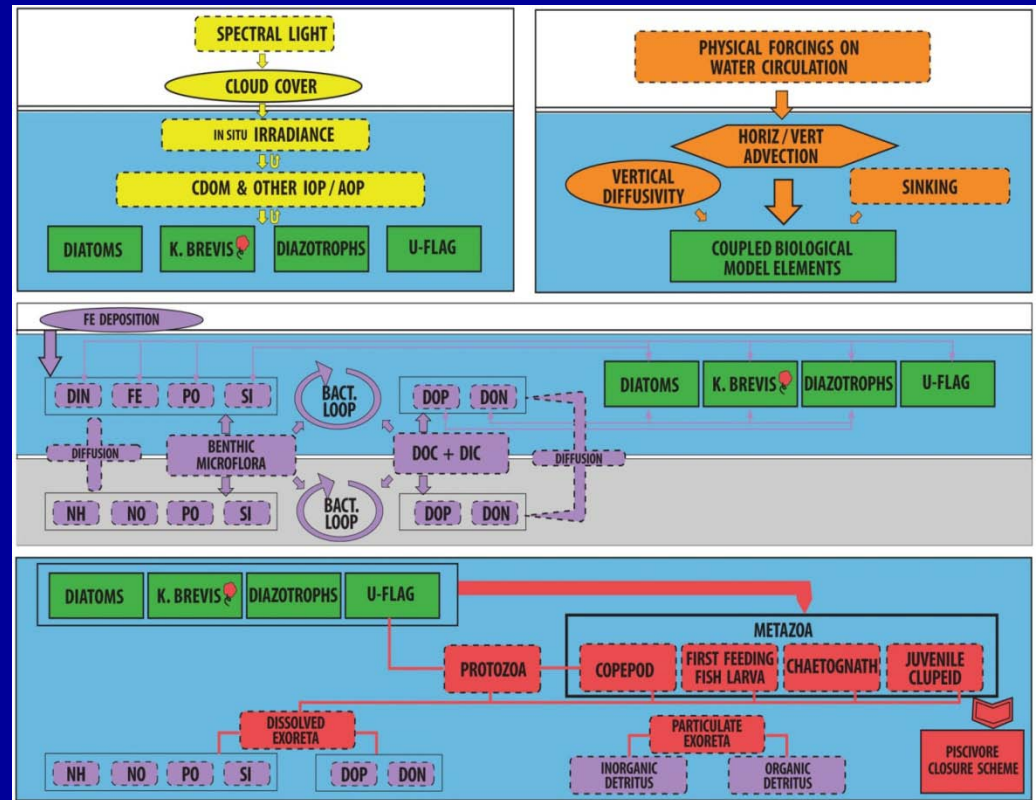 SPECTRAL LIGHT
CLOUD COVER
IN SITU IRRADIANCE
CDOM & OTHER IOP / AOP
DIATOMS
K. BREVIS
DIAZOTROPHS
U-FLAG
PHYSICAL FORCINGS ON
WATER CIRCULATION
HORIZ / VERT
ADVECTION
VERTICAL
DIFFUSIVITY
SINKING
COUPLED BIOLOGICAL
MODEL ELEMENTS
FE DEPOSITION
DIN
FE
PO
SI
BACT.
LOOP
DOP
DON
DIATOMS
K. BREVIS
DIAZOTROPHS
U-FLAG
DIFFUSION
BENTHIC
MICROFLORA
DOC + DIC
DIFFUSION
NH
NO
PO
SI
BACT.
LOOP
DOP
DON
DIATOMS
K. BREVIS
DIAZOTROPHS
U-FLAG
METAZOA
PROTOZOA
COPEPOD
FIRST FEEDING
FISH LARVA
CHAETOGNATH
JUVENILE
CLUPEID
DISSOLVED
EXORETA
PARTICULATE
EXORETA
NH
NO
PO
SI
DOP
DON
INORGANIC
DETRITUS
ORGANIC
DETRITUS
PISCIVORE
CLOSURE SCHEME